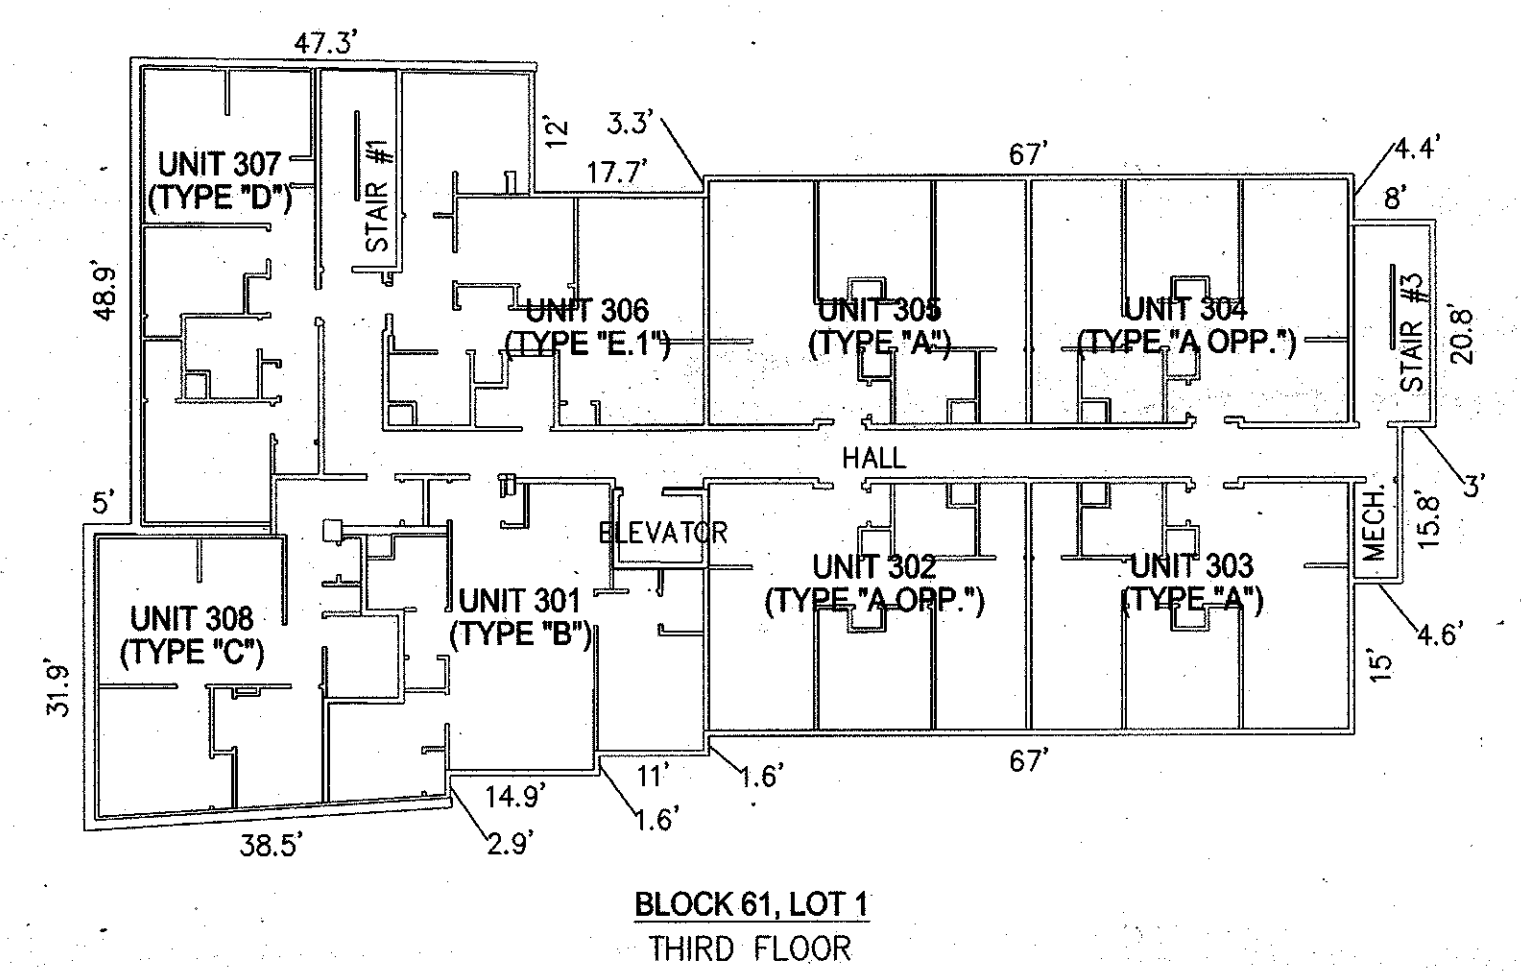 47.3'
12'
3.3'
17.7'
67'
4.4'
8'
UNIT 307
(TYPE "D")
STAIR #1
48.9'
UNIT 306
(TYPE "E.1")
UNIT 305
(TYPE "A")
UNIT 304
(TYPE "A OPP.")
STAIR #3
20.8'
HALL
3'
5'
ELEVATOR
MECH.
15.8'
UNIT 308
(TYPE "C")
UNIT 301
(TYPE "B")
UNIT 302
(TYPE "A OPP.")
UNIT 303
(TYPE "A")
4.6'
31.9'
15'
38.5'
2.9'
14.9'
1.6'
11'
1.6'
67'
BLOCK 61, LOT 1
THIRD FLOOR